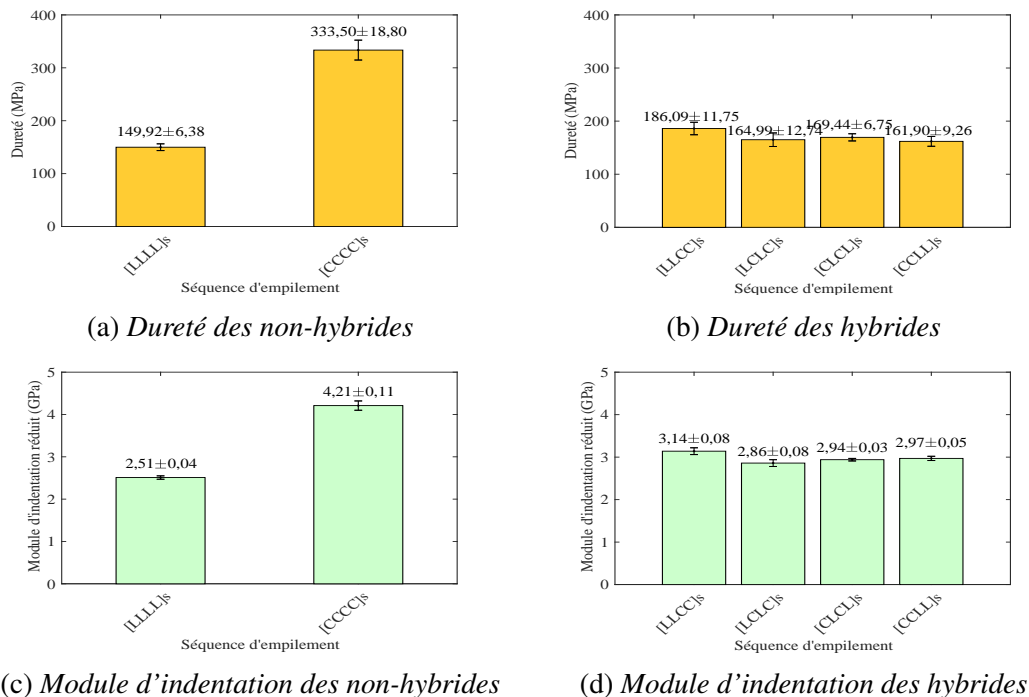 400
300
200
100
0
Dureté (MPa)
149,92±6,38
333,50±18,80
[LLLL]s
[CCCC]s
Séquence d'empilement
(a) Dureté des non-hybrides
400
300
200
100
0
Dureté (MPa)
186,09±11,75
164,99±12,74
169,44±6,75
161,90±9,26
[LLCC]s
[LCLC]s
[CLCL]s
[CCLL]s
Séquence d'empilement
(b) Dureté des hybrides
5
4
3
2
1
0
Module d'indentation réduit (GPa)
2,51±0,04
4,21±0,11
[LLLL]s
[CCCC]s
Séquence d'empilement
(c) Module d'indentation des non-hybrides
5
4
3
2
1
0
Module d'indentation réduit (GPa)
3,14±0,08
2,86±0,08
2,94±0,03
2,97±0,05
[LLCC]s
[LCLC]s
[CLCL]s
[CCLL]s
Séquence d'empilement
(d) Module d'indentation des hybrides